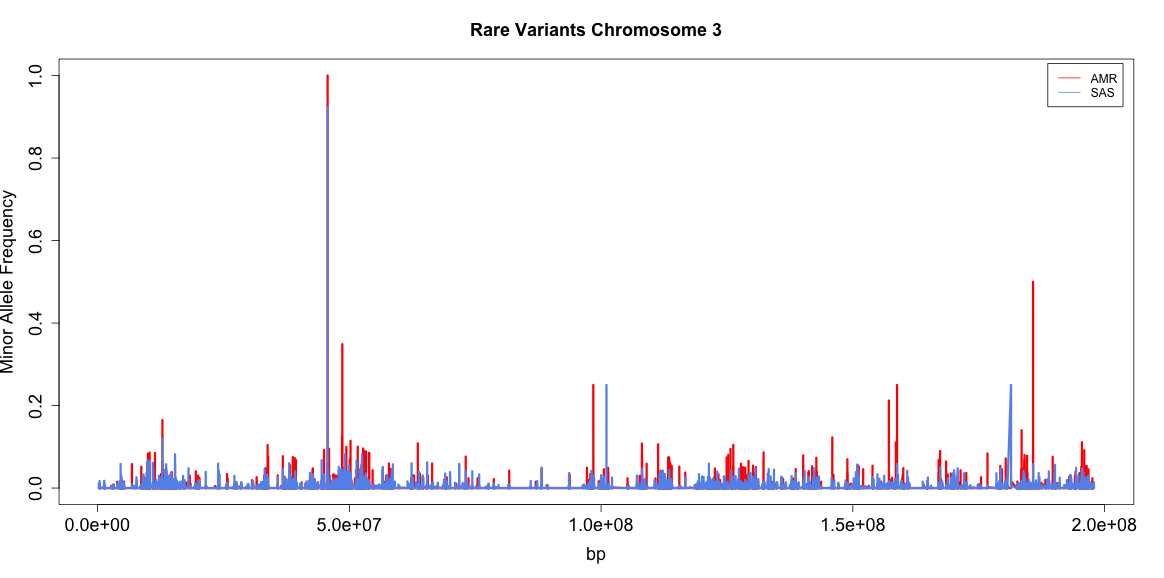 Rare Variants Chromosome 3
AMR
SAS
Minor Allele Frequency
1.0
0.8
0.6
0.4
0.2
0.0
0.0e+00
5.0e+07
1.0e+08
1.5e+08
2.0e+08
bp